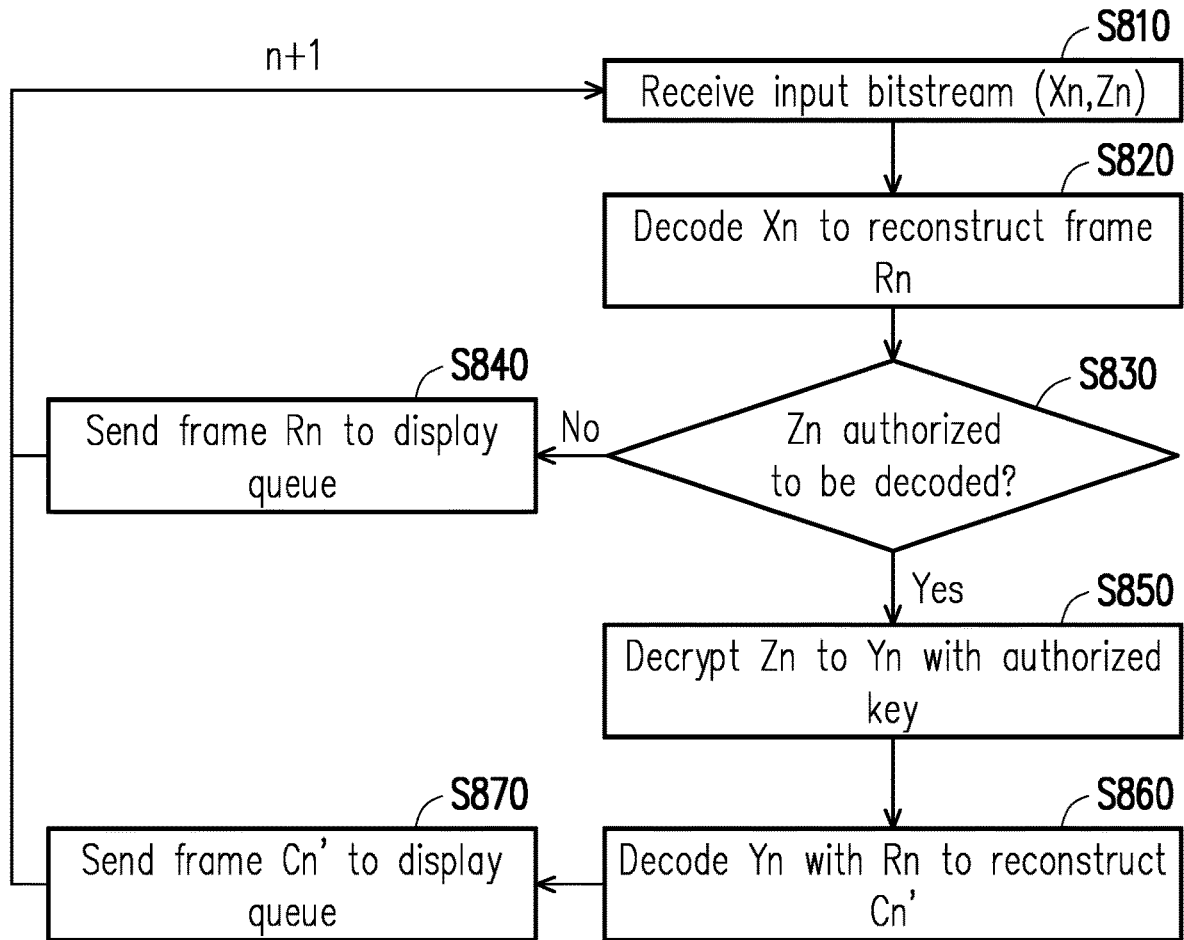 n+1
S810
Receive input bitstream (Xn,Zn)
S820
Decode Xn to reconstruct frame
Rn
S830
Zn authorized
to be decoded?
No
S840
Send frame Rn to display
queue
Yes
S850
Decrypt Zn to Yn with authorized
key
S860
Decode Yn with Rn to reconstruct
Cn'
S870
Send frame Cn' to display
queue